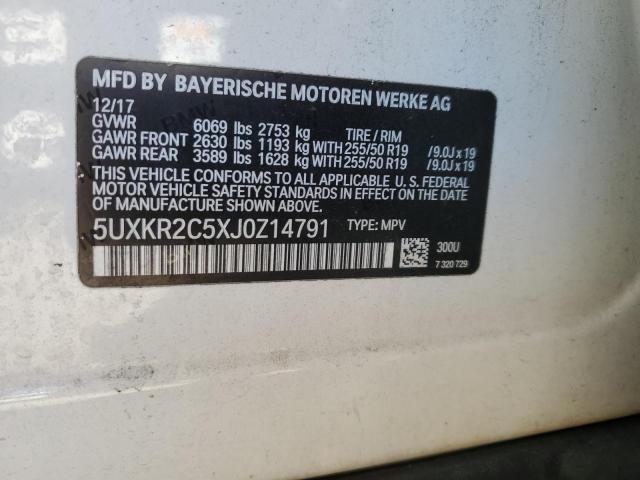 MFD BY BAYERISCHE MOTOREN WERKE AG
12/17
GVWR 6069 lbs 2753 kg TIRE / RIM
GAWR FRONT 2630 lbs 1193 kg WITH 255/50 R19 /9.0J x 19
GAWR REAR 3589 lbs 1628 kg WITH 255/50 R19 /9.0J x 19
THIS VEHICLE CONFORMS TO ALL APPLICABLE U. S. FEDERAL
MOTOR VEHICLE SAFETY STANDARDS IN EFFECT ON THE DATE
OF MANUFACTURE SHOWN ABOVE.
5UXKR2C5XJ0Z14791 TYPE: MPV
300U
7 320 729